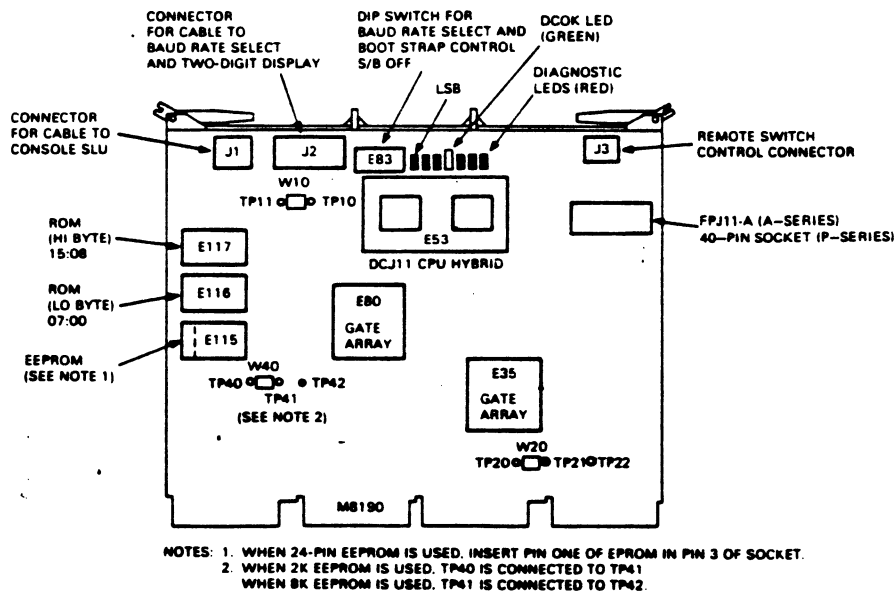 CONNECTOR
FOR CABLE TO
BAUD RATE SELECT
AND TWO-DIGIT DISPLAY
DIP SWITCH FOR
BAUD RATE SELECT AND
BOOT STRAP CONTROL
S/B OFF
DCOK LED
(GREEN)
LSB
DIAGNOSTIC
LEDS (RED)
CONNECTOR
FOR CABLE TO
CONSOLE SLU
J1
J2
E83
J3
REMOTE SWITCH
CONTROL CONNECTOR
W10
TP11
TP10
E53
DCJ11 CPU HYBRID
FPJ11-A (A-SERIES)
40-PIN SOCKET (P-SERIES)
ROM
(HI BYTE)
15:08
E117
ROM
(LO BYTE)
07:00
E116
E80
GATE
ARRAY
EEPROM
(SEE NOTE 1)
E115
W40
TP40
TP42
TP41
(SEE NOTE 2)
E35
GATE
ARRAY
W20
TP20
TP21
TP22
M8190
NOTES: 1. WHEN 24-PIN EEPROM IS USED, INSERT PIN ONE OF EPROM IN PIN 3 OF SOCKET.
2. WHEN 2K EEPROM IS USED, TP40 IS CONNECTED TO TP41
WHEN 8K EEPROM IS USED, TP41 IS CONNECTED TO TP42.